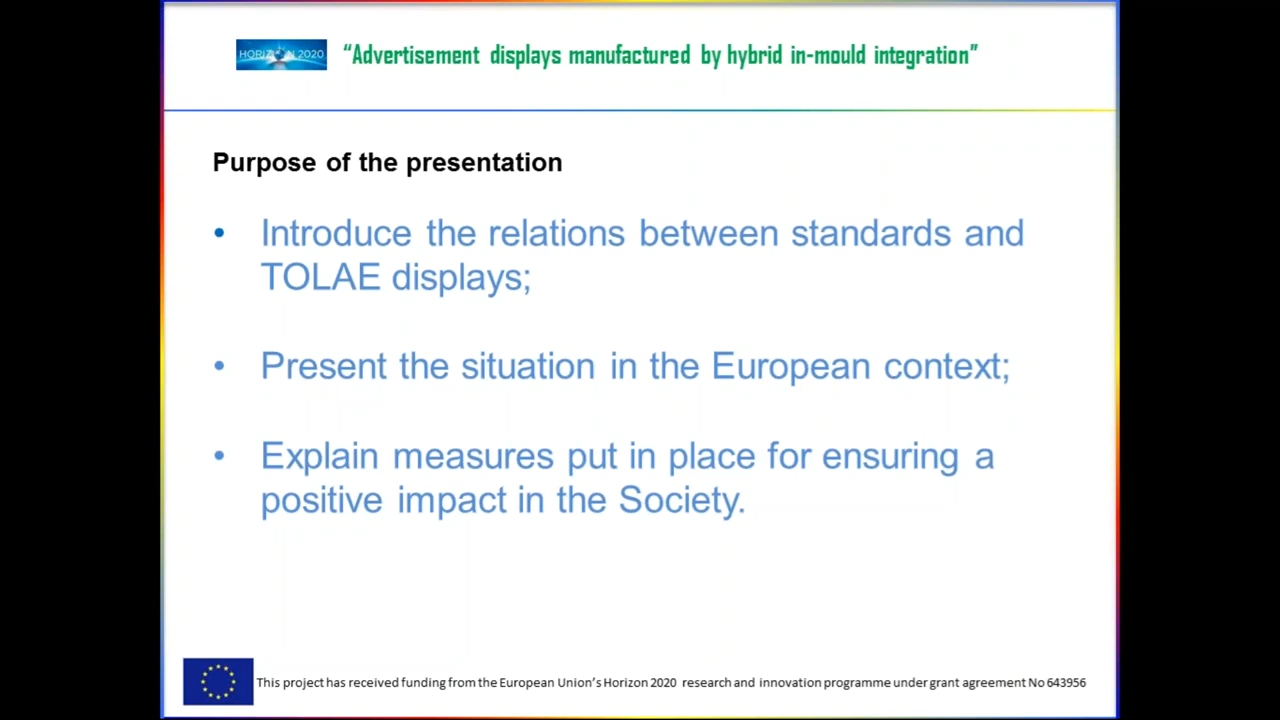 HORIZON 2020
“Advertisement displays manufactured by hybrid in-mould integration”
Purpose of the presentation
• Introduce the relations between standards and
TOLAE displays;
• Present the situation in the European context;
• Explain measures put in place for ensuring a
positive impact in the Society.
This project has received funding from the European Union’s Horizon 2020 research and innovation programme under grant agreement No 643956